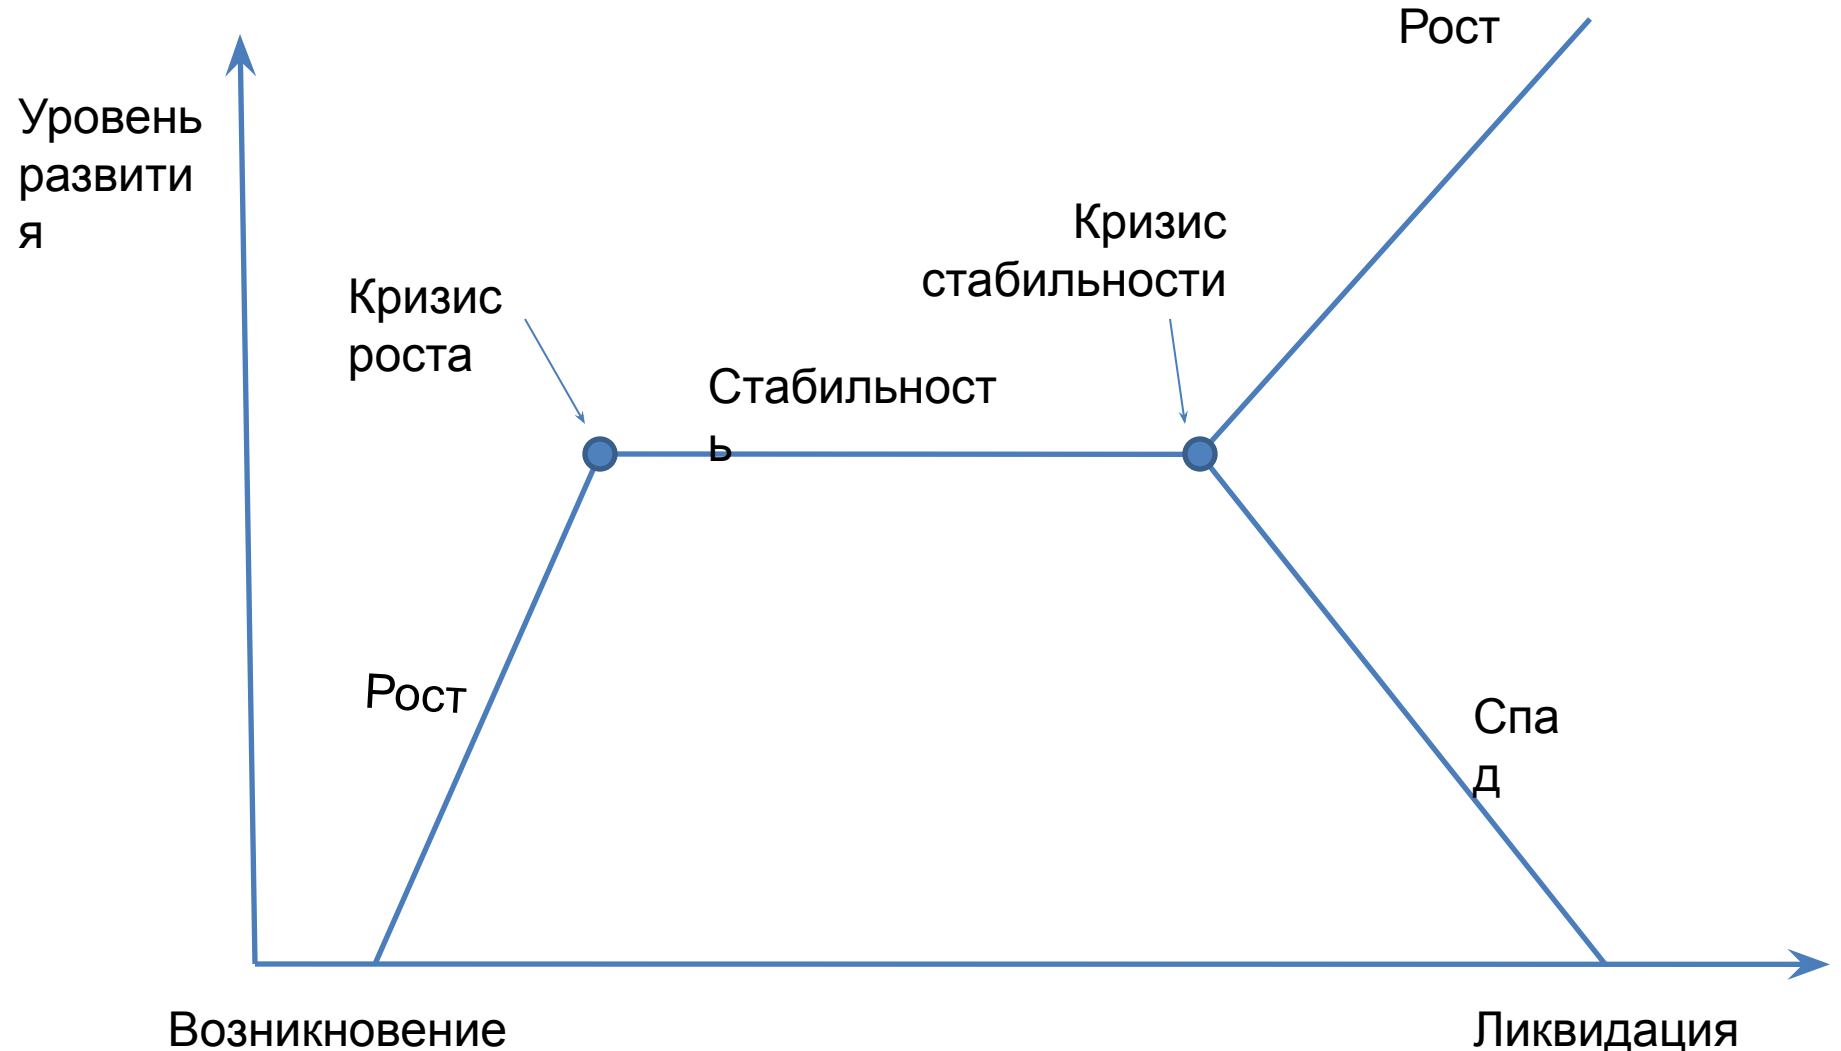 Рост
Уровень
развити
я
Кризис
стабильности
Кризис
роста
Стабильност
ь
Рост
Спа
д
Возникновение
Ликвидация